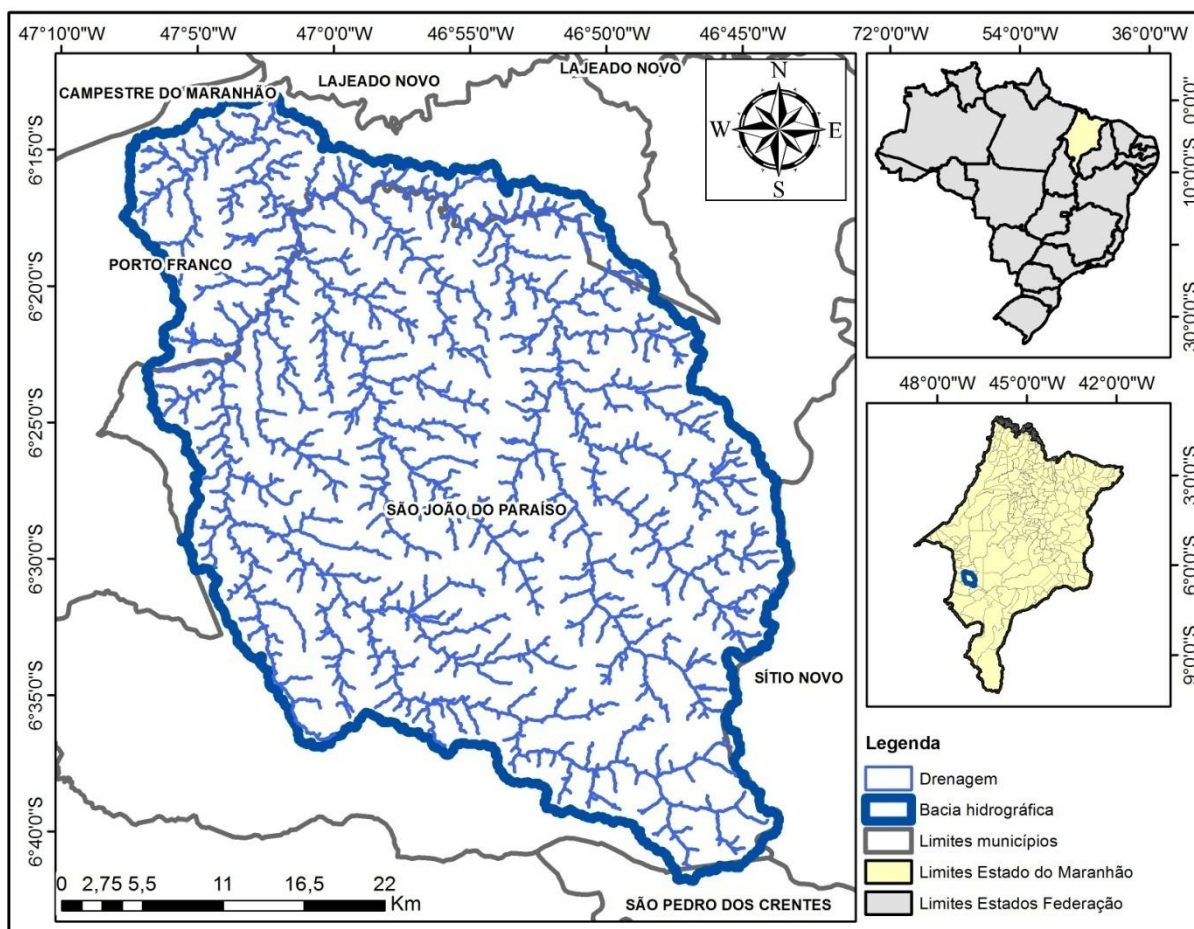 47°10'0"W 47°5'0"W 47°0'0"W 46°55'0"W 46°50'0"W 46°45'0"W
6°15'0"S
6°20'0"S
6°25'0"S
6°30'0"S
6°35'0"S
6°40'0"S
LAJEADO NOVO
LAJEADO NOVO
CAMPESTRE DO MARANHÃO
PORTO FRANCO
SÃO JOÃO DO PARAÍSO
SÍTIO NOVO
SÃO PEDRO DOS CRENTES
N
W E
S
0 2,75 5,5 11 16,5 22
Km
72°0'0"W 54°0'0"W 36°0'0"W
0°0'0"
10°0'0"S
30°0'0"S
48°0'0"W 45°0'0"W 42°0'0"W
3°0'0"S
6°0'0"S
9°0'0"S
Legenda
Drenagem
Bacia hidrográfica
Limites municípios
Limites Estado do Maranhão
Limites Estados Federação